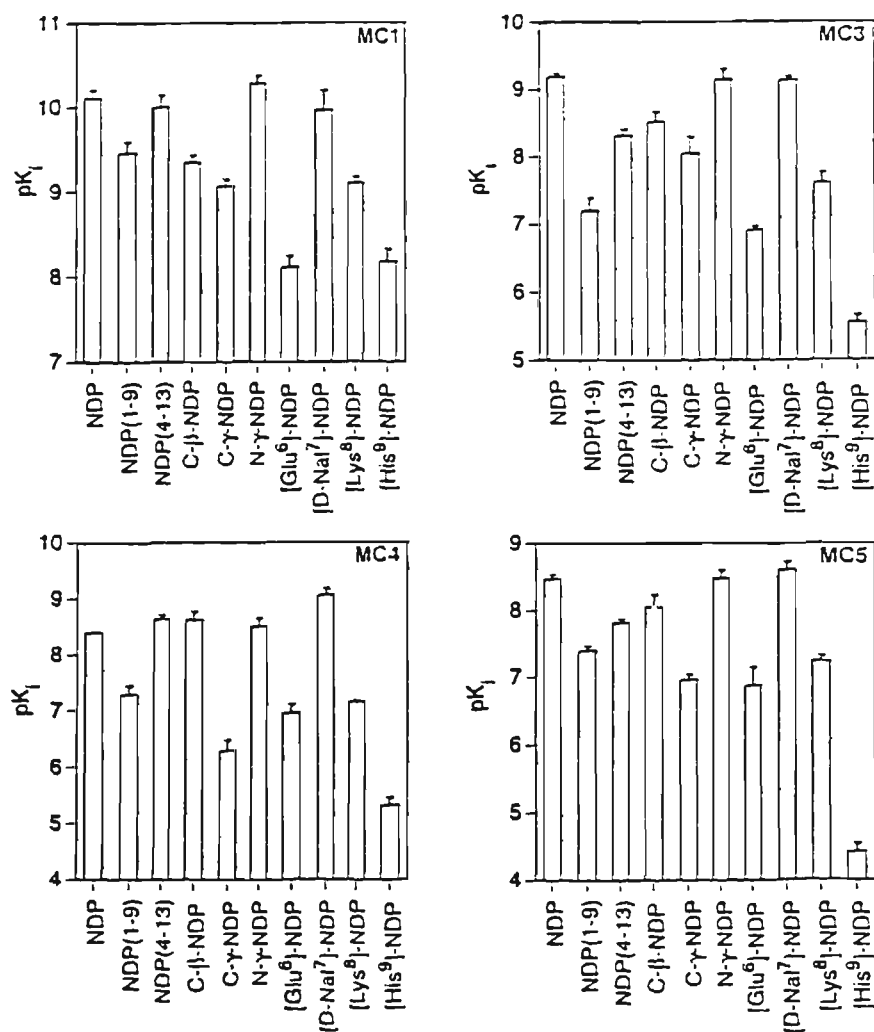 MC1
11
10
9
8
7
pKi
NDP
NDP(1-9)
NDP(4-13)
C-β-NDP
C-γ-NDP
N-γ-NDP
[Glu⁶]-NDP
[D-Nal⁷]-NDP
[Lys⁸]-NDP
[His⁹]-NDP
MC3
10
9
8
7
6
5
pKi
NDP
NDP(1-9)
NDP(4-13)
C-β-NDP
C-γ-NDP
N-γ-NDP
[Glu⁶]-NDP
[D-Nal⁷]-NDP
[Lys⁸]-NDP
[His⁹]-NDP
MC4
10
9
8
7
6
5
4
pKi
NDP
NDP(1-9)
NDP(4-13)
C-β-NDP
C-γ-NDP
N-γ-NDP
[Glu⁶]-NDP
[D-Nal⁷]-NDP
[Lys⁸]-NDP
[His⁹]-NDP
MC5
9
8
7
6
5
4
pKi
NDP
NDP(1-9)
NDP(4-13)
C-β-NDP
C-γ-NDP
N-γ-NDP
[Glu⁶]-NDP
[D-Nal⁷]-NDP
[Lys⁸]-NDP
[His⁹]-NDP